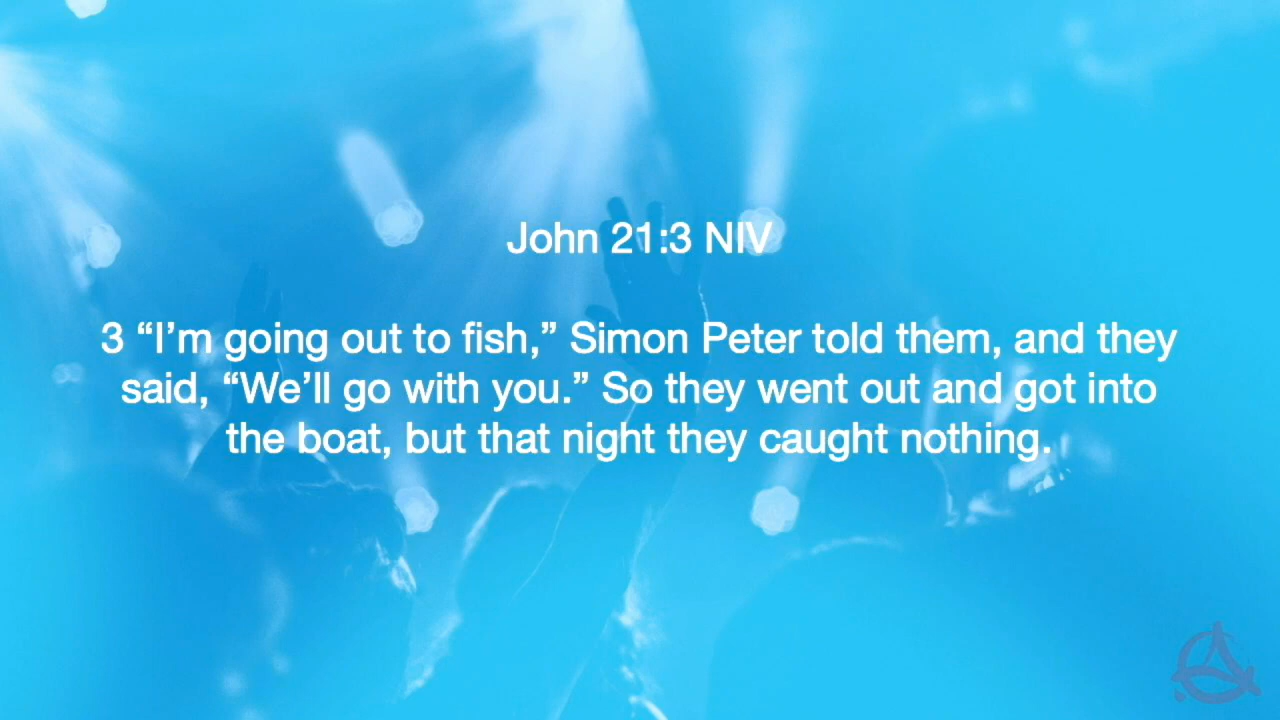 John 21:3 NIV
3 “I’m going out to fish,” Simon Peter told them, and they
said, “We’ll go with you.” So they went out and got into
the boat, but that night they caught nothing.